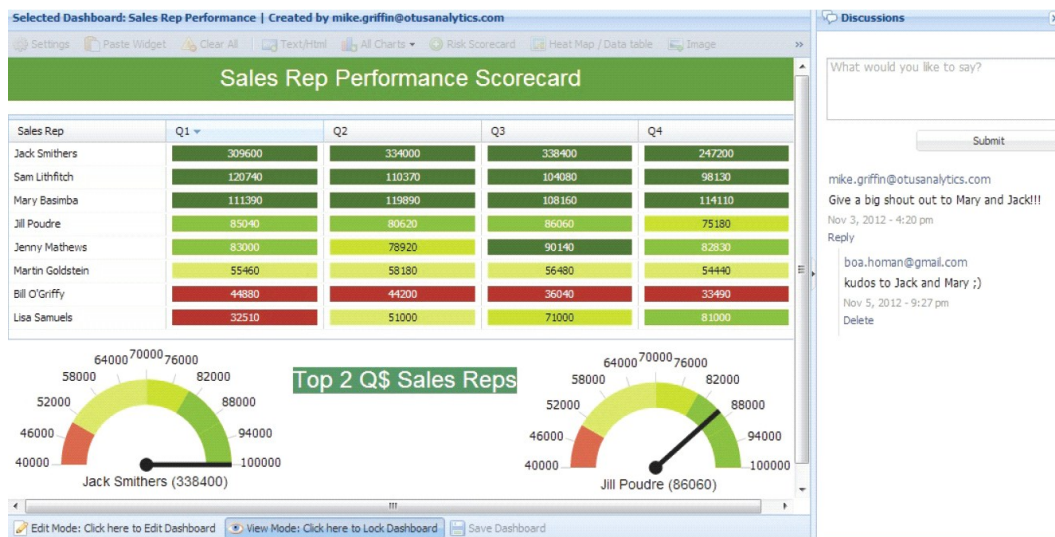 Selected Dashboard: Sales Rep Performance | Created by mike.griffin@otusanalytics.com
Settings Paste Widget Clear All Text/Html All Charts Risk Scorecard Heat Map / Data table Image »
Sales Rep Performance Scorecard
Sales Rep Q1 Q2 Q3 Q4
Jack Smithers 309600 334000 338400 247200
Sam Lithfitch 120740 110370 104080 98130
Mary Basimba 111390 119890 108160 114110
Jill Poudre 85040 80620 86060 75180
Jenny Mathews 83000 78920 90140 82830
Martin Goldstein 55460 58180 56480 54440
Bill O'Griffy 44880 44200 36040 33490
Lisa Samuels 32510 51000 71000 81000
40000 46000 52000 58000 64000 70000 76000 82000 88000 94000 100000
Jack Smithers (338400)
Top 2 Q$ Sales Reps
40000 46000 52000 58000 64000 70000 76000 82000 88000 94000 100000
Jill Poudre (86060)
Edit Mode: Click here to Edit Dashboard View Mode: Click here to Lock Dashboard Save Dashboard
Discussions
What would you like to say?
Submit
mike.griffin@otusanalytics.com
Give a big shout out to Mary and Jack!!!
Nov 3, 2012 - 4:20 pm
Reply
boa.homan@gmail.com
kudos to Jack and Mary ;)
Nov 5, 2012 - 9:27 pm
Delete